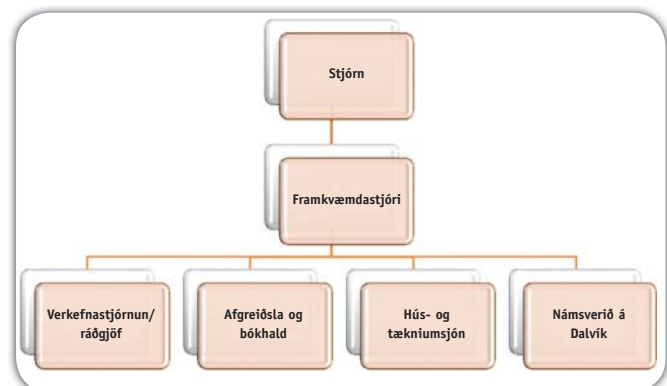 Stjórn
Framkvæmdastjóri
Verkefnastjórnun/
ráðgjöf
Afgreiðsla og
bókhald
Hús- og
tækniumsjón
Námsverið á
Dalvík